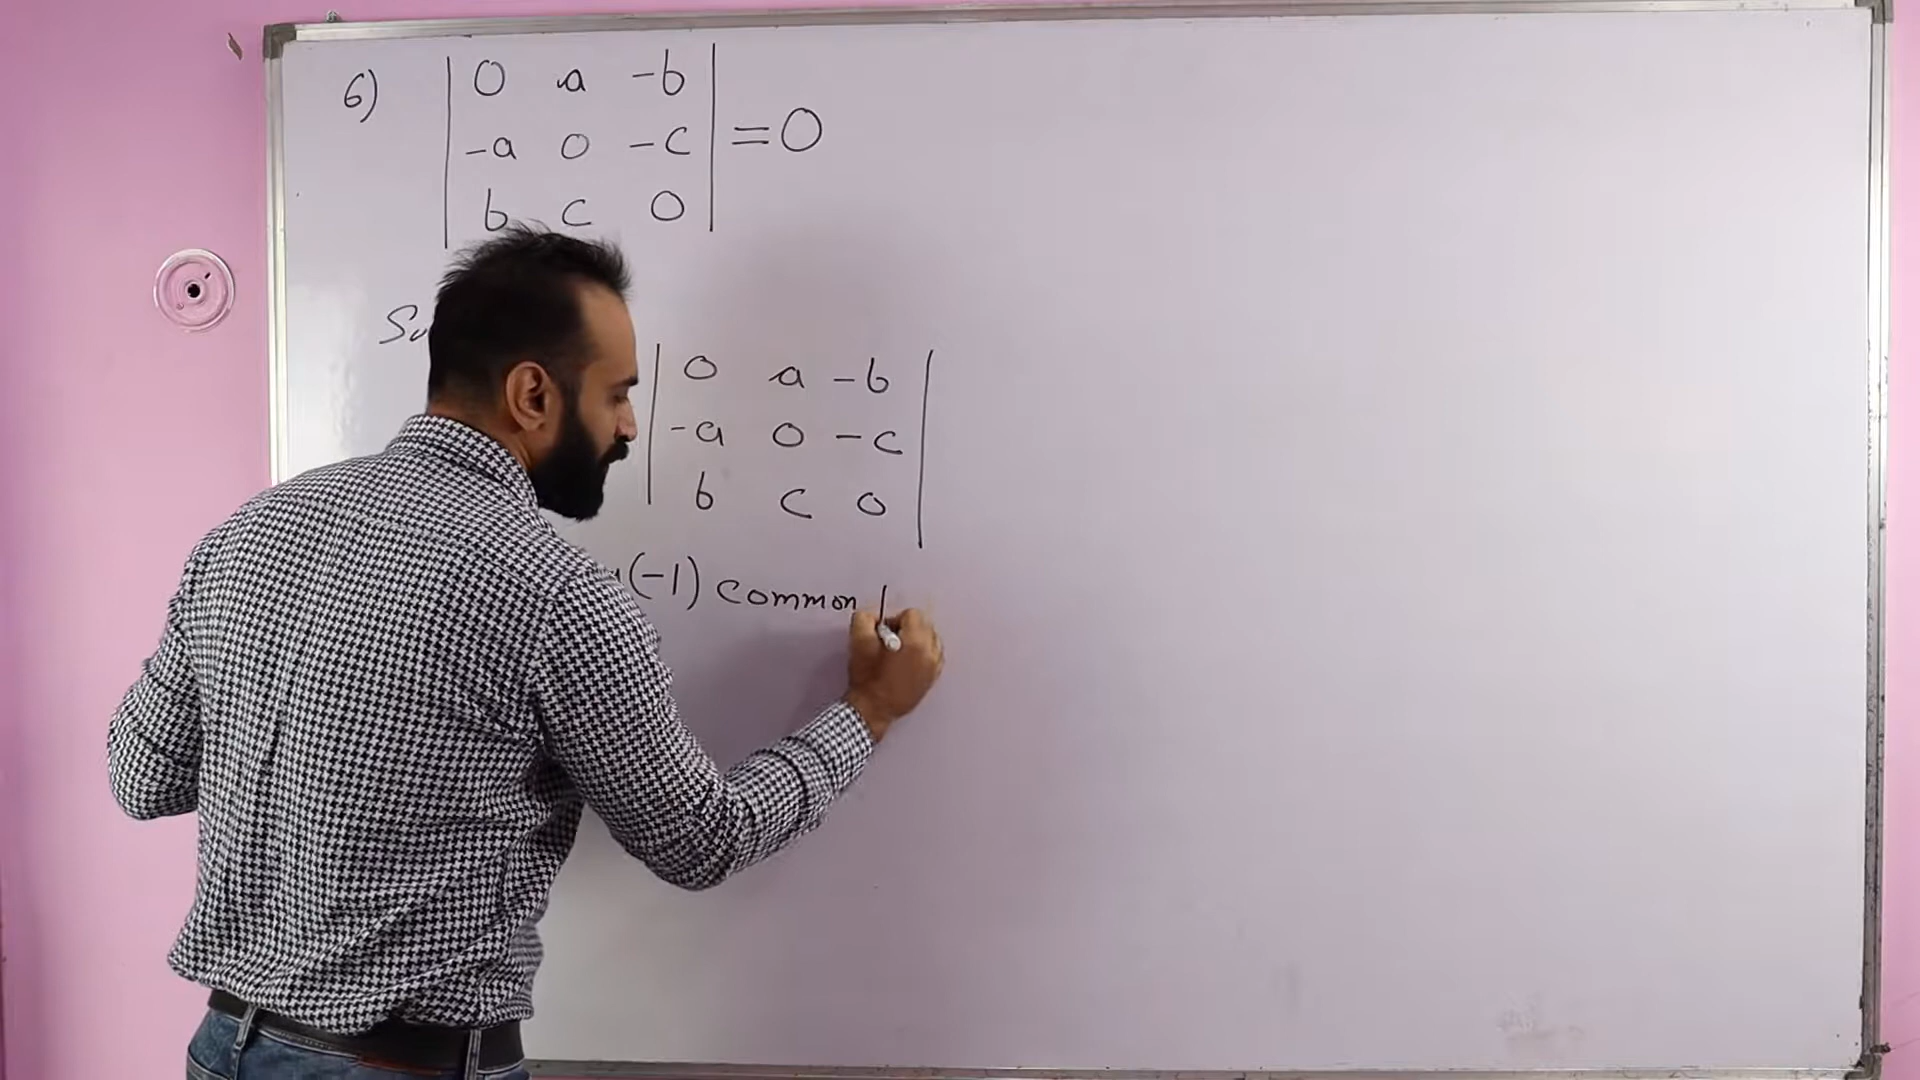 6) | 0 a -b |
| -a 0 -c | = 0
| b c 0 |
| 0 a -b |
| -a 0 -c |
| b c 0 |
(-1) common